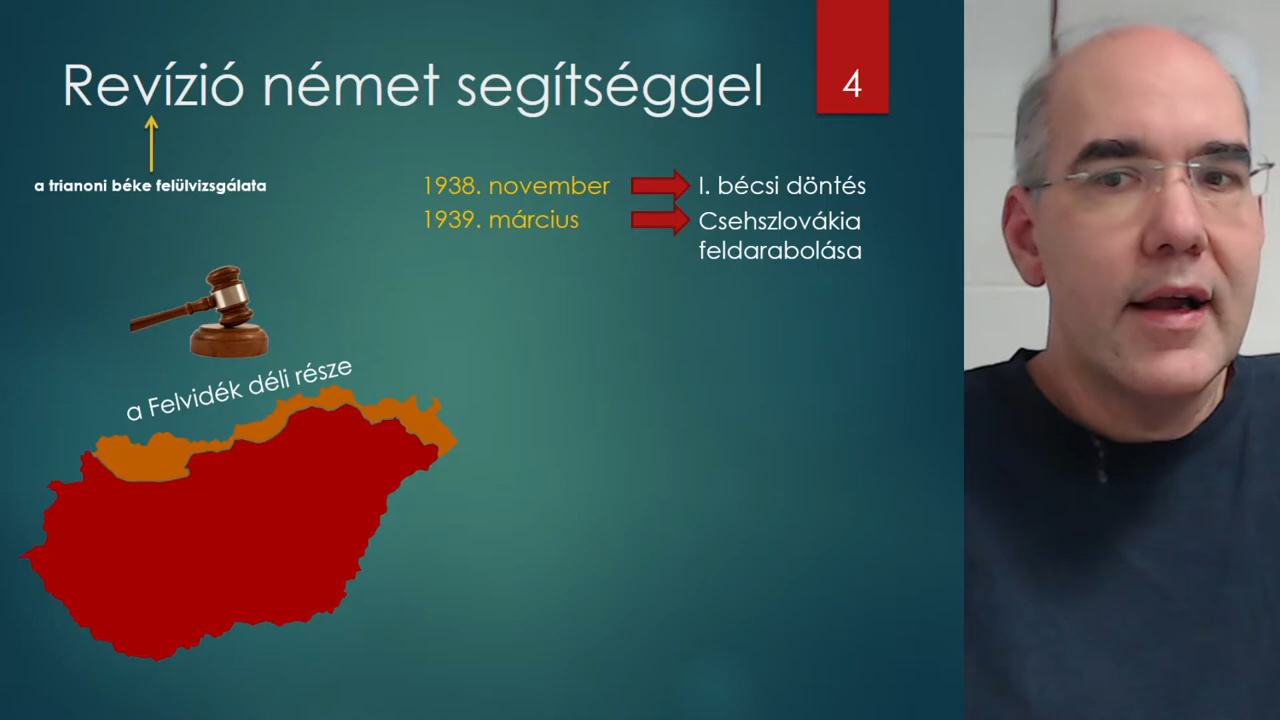 Revízió német segítséggel
4
a trianoni béke felülvizsgálata
1938. november
I. bécsi döntés
1939. március
Csehszlovákia
feldarabolása
a Felvidék déli része